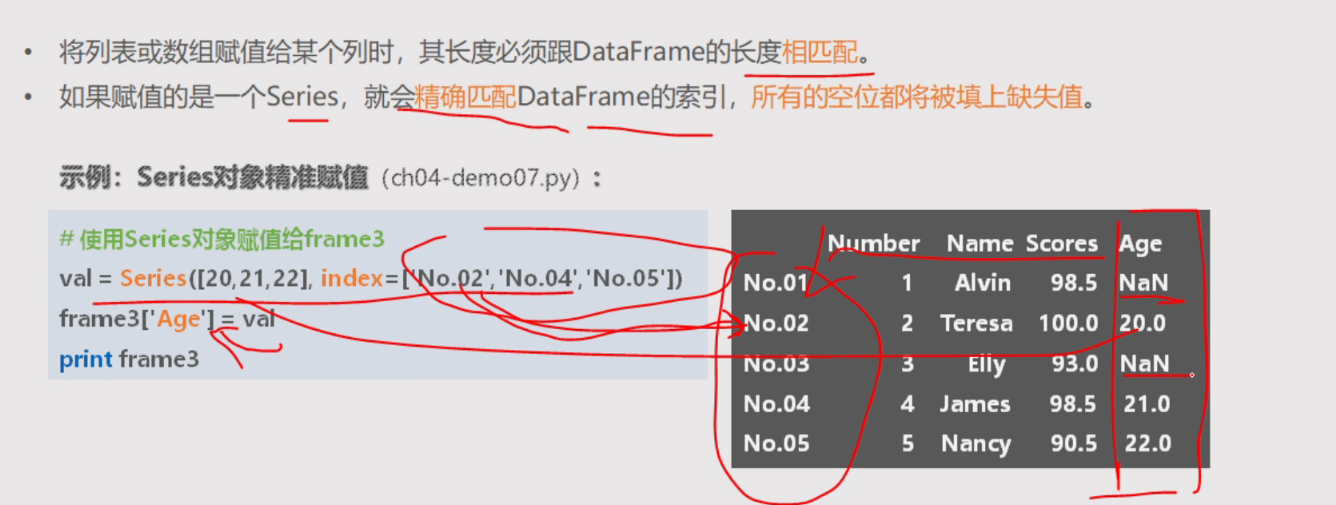 • 将列表或数组赋值给某个列时，其长度必须跟DataFrame的长度相匹配。
• 如果赋值的是一个Series，就会精确匹配DataFrame的索引，所有的空位都将被填上缺失值。
示例：Series对象精准赋值（ch04-demo07.py）：
# 使用Series对象赋值给frame3
val = Series([20,21,22], index=['No.02','No.04','No.05'])
frame3['Age'] = val
print frame3
Number Name Scores Age
No.01 1 Alvin 98.5 NaN
No.02 2 Teresa 100.0 20.0
No.03 3 Elly 93.0 NaN
No.04 4 James 98.5 21.0
No.05 5 Nancy 90.5 22.0